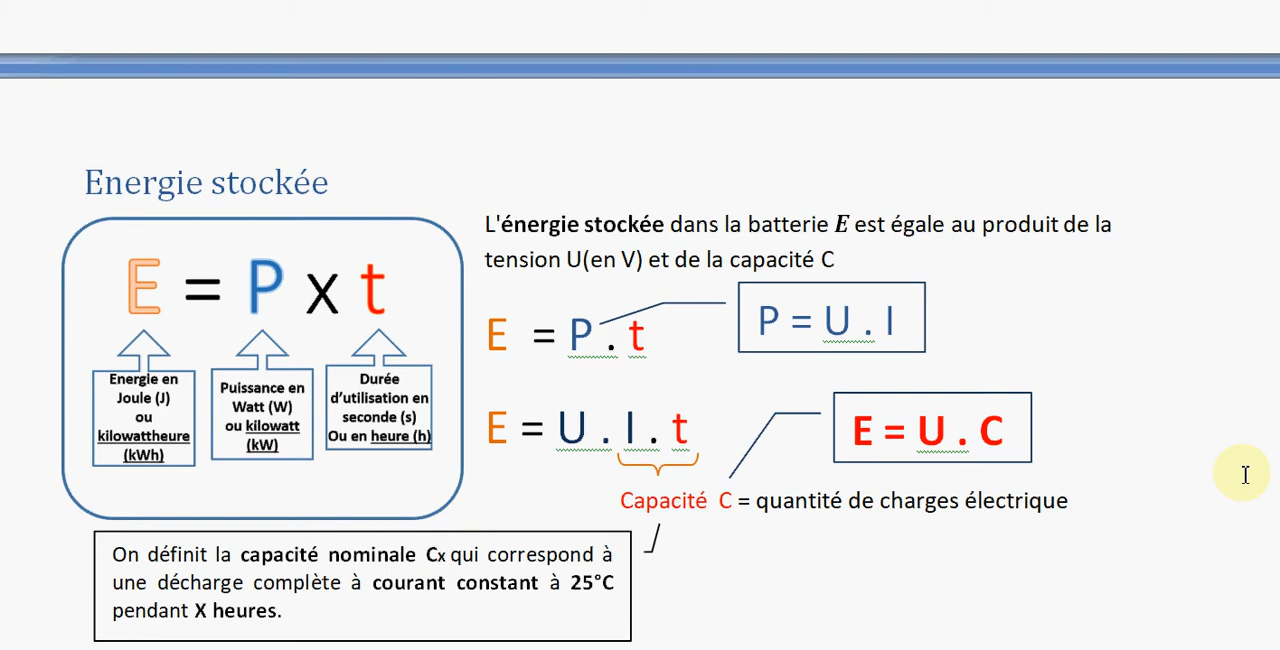 Energie stockée
E = P x t
Energie en
Joule (J)
ou
kilowattheure
(kWh)
Puissance en
Watt (W)
ou kilowatt
(kW)
Durée
d'utilisation en
seconde (s)
Ou en heure (h)
L'énergie stockée dans la batterie E est égale au produit de la
tension U(en V) et de la capacité C
E = P . t
P = U . I
E = U . I . t
E = U . C
Capacité C = quantité de charges électrique
On définit la capacité nominale Cx qui correspond à
une décharge complète à courant constant à 25°C
pendant X heures.